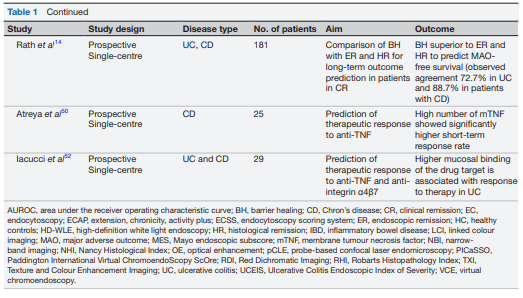 Table 1 Continued
Study Study design Disease type No. of patients Aim Outcome
Rath et al14 Prospective UC, CD 181 Comparison of BH BH superior to ER and
Single-centre with ER and HR for HR to predict MAO-
long-term outcome free survival (observed
prediction in patients agreement 72.7% in UC
in CR and 88.7% in patients
with CD)
Atreya et al50 Prospective CD 25 Prediction of High number of mTNF
Single-centre therapeutic response showed significantly
to anti-TNF higher short-term
response rate
Iacucci et al52 Prospective UC and CD 29 Prediction of Higher mucosal binding
Single-centre therapeutic response of the drug target is
to anti-TNF and anti- associated with response
integrin α4β7 to therapy in UC
AUROC, area under the receiver operating characteristic curve; BH, barrier healing; CD, Chron's disease; CR, clinical remission; EC,
endocytoscopy; ECAP, extension, chronicity, activity plus; ECSS, endocytoscopy scoring system; ER, endoscopic remission; HC, healthy
controls; HD-WLE, high-definition white light endoscopy; HR, histological remission; IBD, inflammatory bowel disease; LCI, linked colour
imaging; MAO, major adverse outcome; MES, Mayo endoscopic subscore; mTNF, membrane tumour necrosis factor; NBI, narrow-
band imaging; NHI, Nancy Histological Index; OE, optical enhancement; pCLE, probe-based confocal laser endomicroscopy; PICaSSO,
Paddington International Virtual ChromoendoScopy ScOre; RDI, Red Dichromatic Imaging; RHI, Robarts Histopathology Index; TXI,
Texture and Colour Enhancement Imaging; UC, ulcerative colitis; UCEIS, Ulcerative Colitis Endoscopic Index of Severity; VCE, virtual
chromoendoscopy.